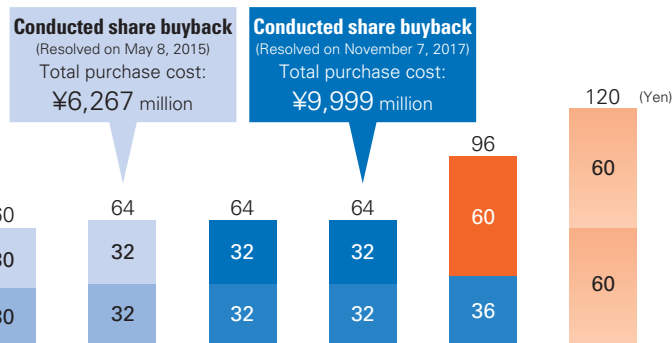 Conducted share buyback
(Resolved on May 8, 2015)
Total purchase cost:
¥6,267 million
Conducted share buyback
(Resolved on November 7, 2017)
Total purchase cost:
¥9,999 million
120 (Yen)
96
64 64 64
60
60
32 32 32
60
32 32 32 36